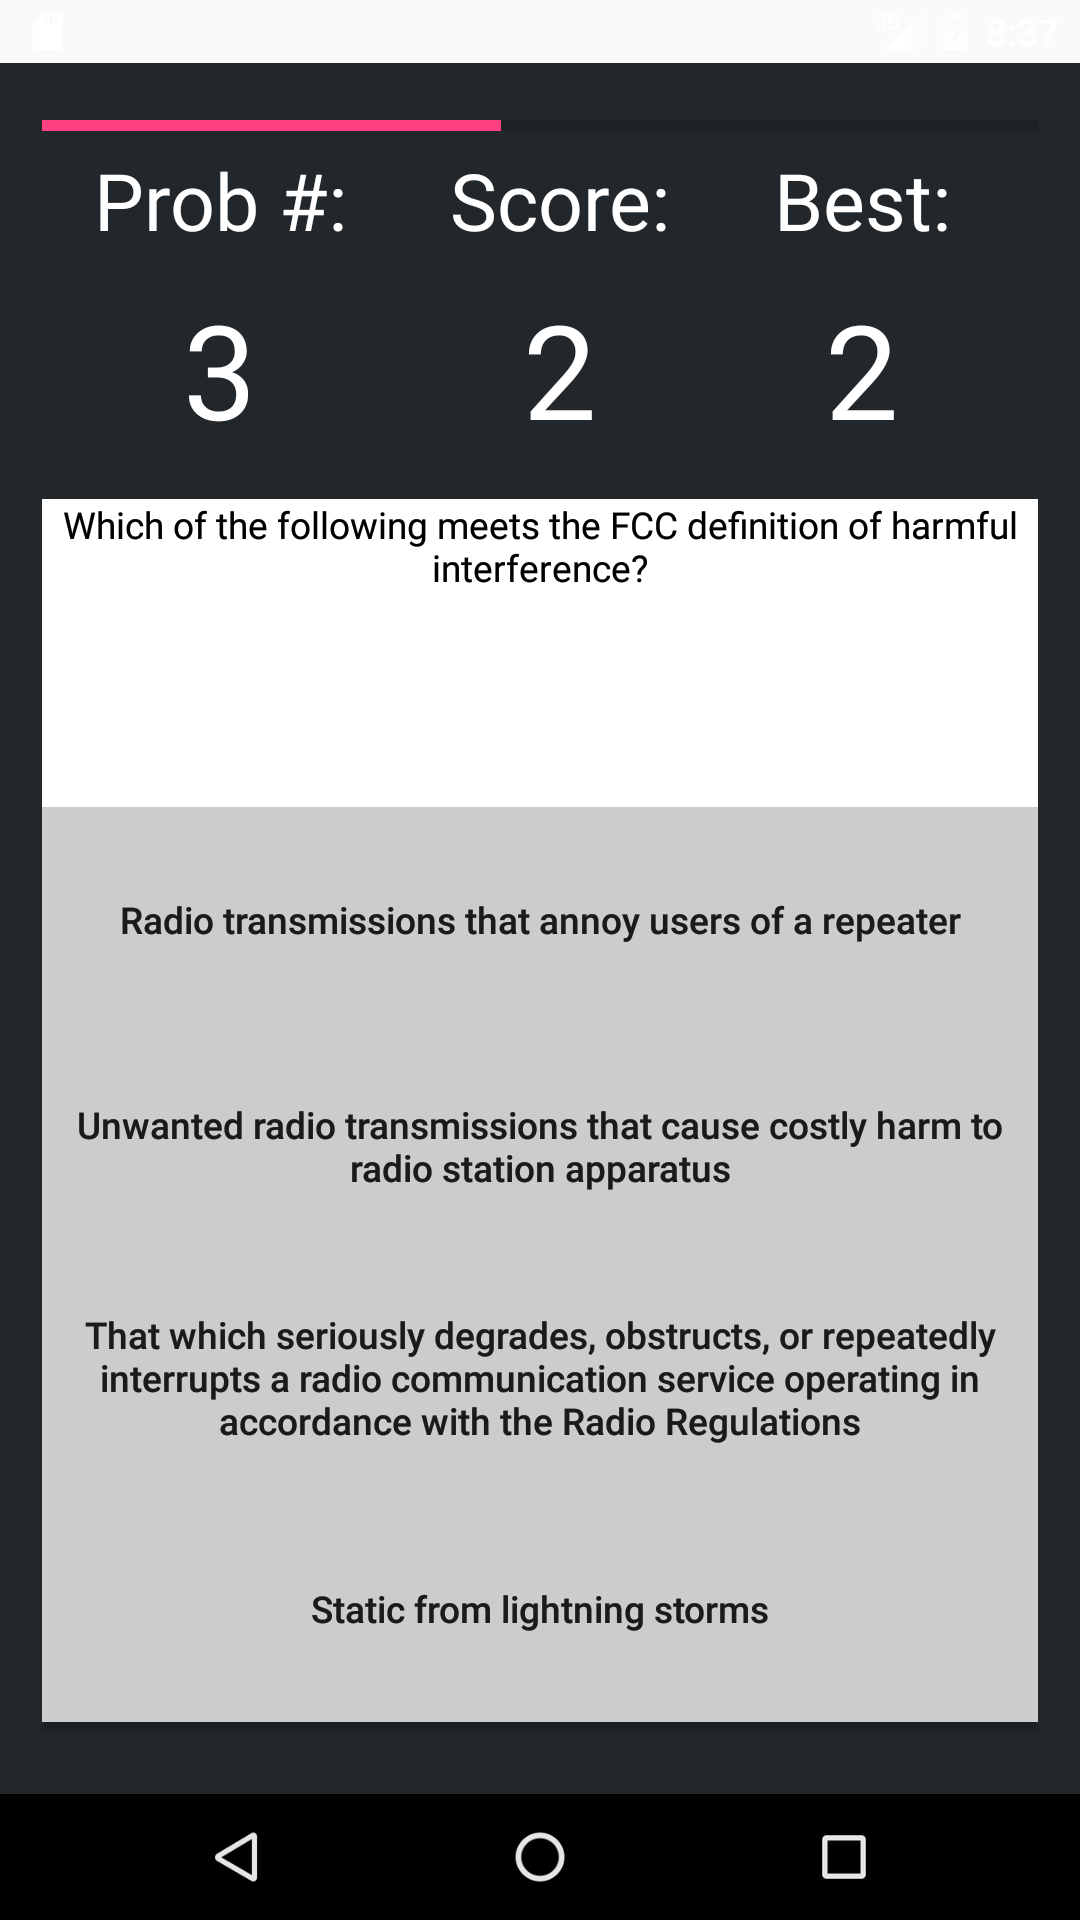 3G 8:37
Prob #: Score: Best:
3 2 2
Which of the following meets the FCC definition of harmful
interference?
Radio transmissions that annoy users of a repeater
Unwanted radio transmissions that cause costly harm to
radio station apparatus
That which seriously degrades, obstructs, or repeatedly
interrupts a radio communication service operating in
accordance with the Radio Regulations
Static from lightning storms